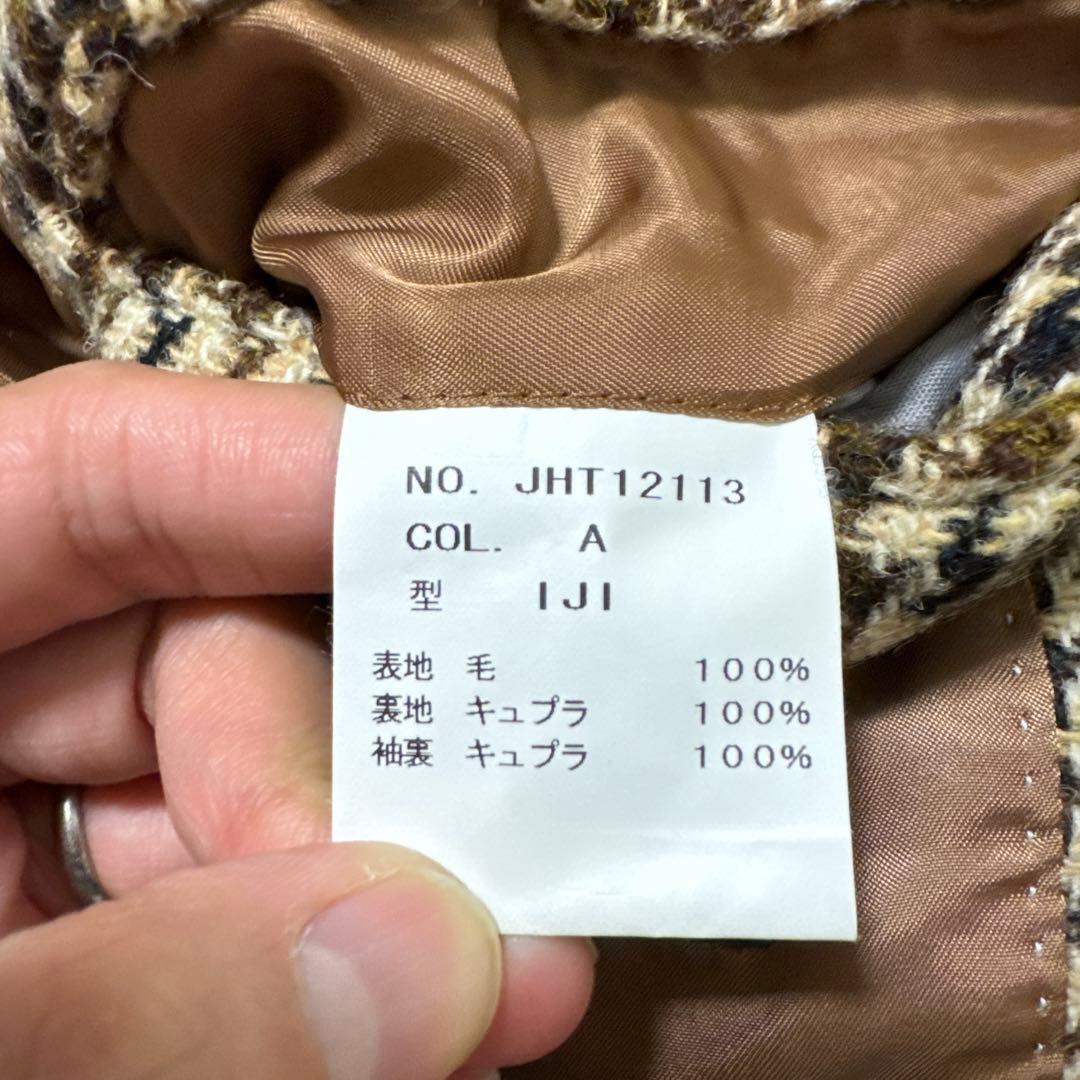 NO. JHT12113
COL. A
型 IJI
表地 毛 100%
裏地 キュプラ 100%
袖裏 キュプラ 100%